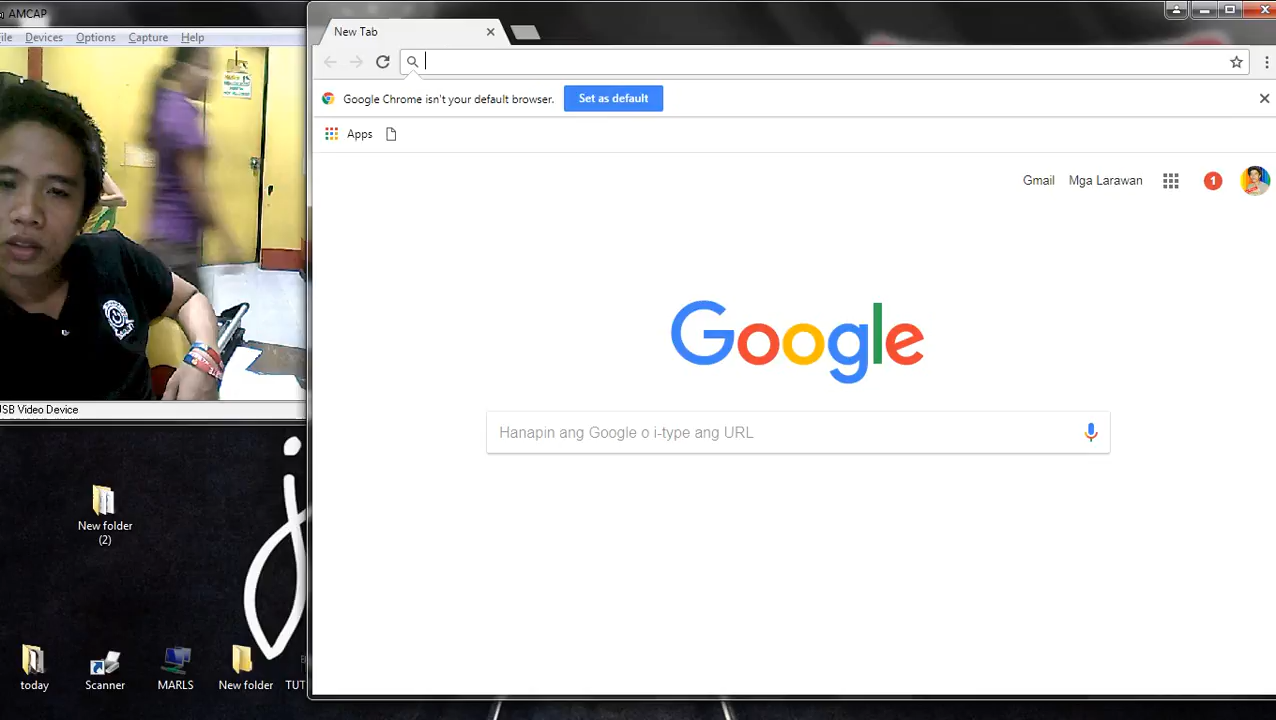 AMCAP
Devices Options Capture Help
USB Video Device
New folder
(2)
today
Scanner
MARLS
New folder
TUT
New Tab
Google Chrome isn't your default browser. Set as default
Apps
Gmail Mga Larawan 1
Google
Hanapin ang Google o i-type ang URL